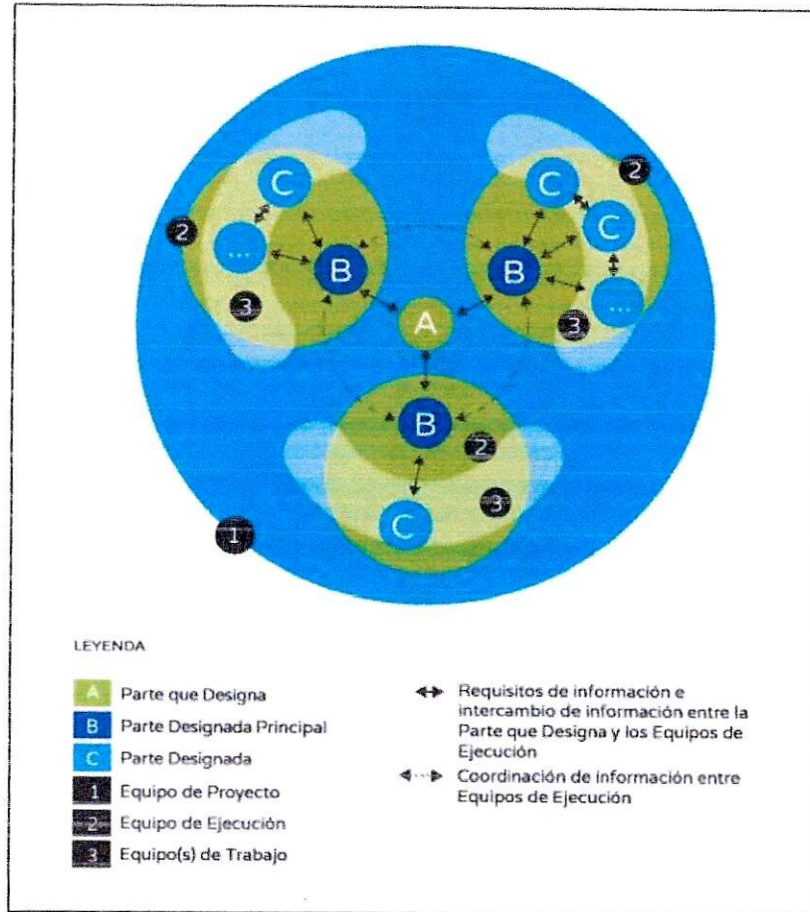 C
C
2
2
C
...
B
B
3
A
...
3
B
2
3
C
1
LEYENDA
A Parte que Designa
B Parte Designada Principal
C Parte Designada
1 Equipo de Proyecto
2 Equipo de Ejecución
3 Equipo(s) de Trabajo
Requisitos de información e
intercambio de información entre la
Parte que Designa y los Equipos de
Ejecución
Coordinación de información entre
Equipos de Ejecución